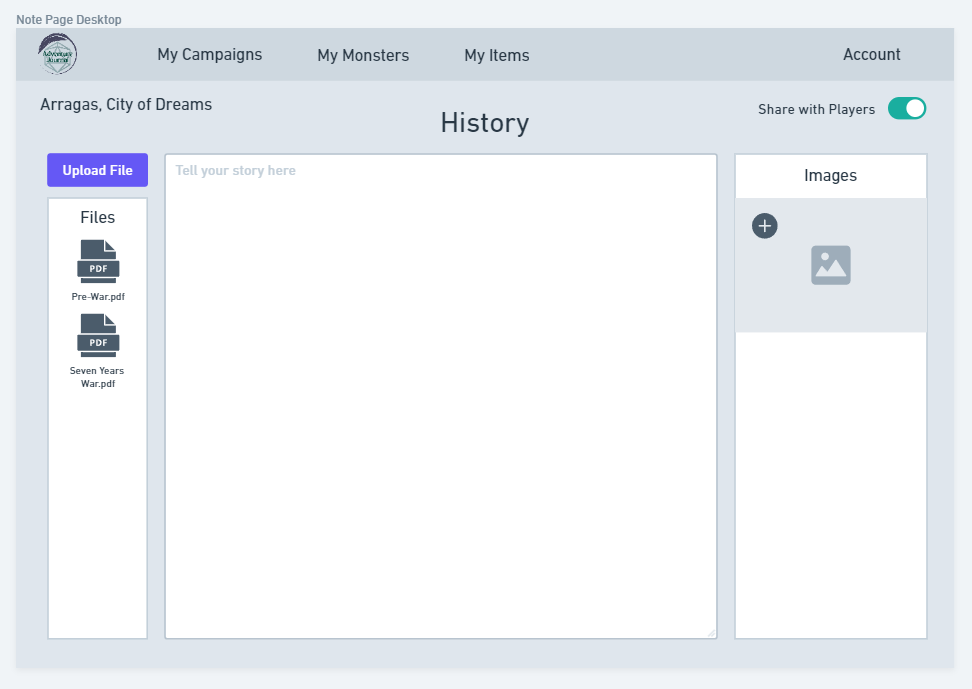 Note Page Desktop
Adventure
Journal
My Campaigns
My Monsters
My Items
Account
Arragas, City of Dreams
History
Share with Players
Upload File
Tell your story here
Images
Files
PDF
Pre-War.pdf
PDF
Seven Years
War.pdf